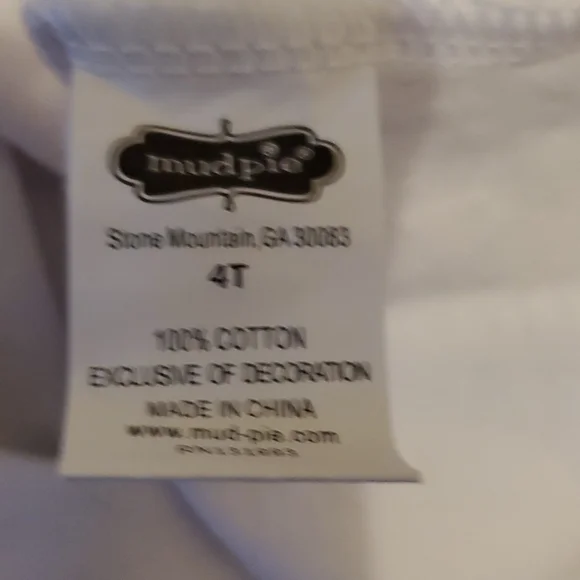 mudpie®
Stone Mountain, GA 30083
4T
100% COTTON
EXCLUSIVE OF DECORATION
MADE IN CHINA
www.mud-pie.com